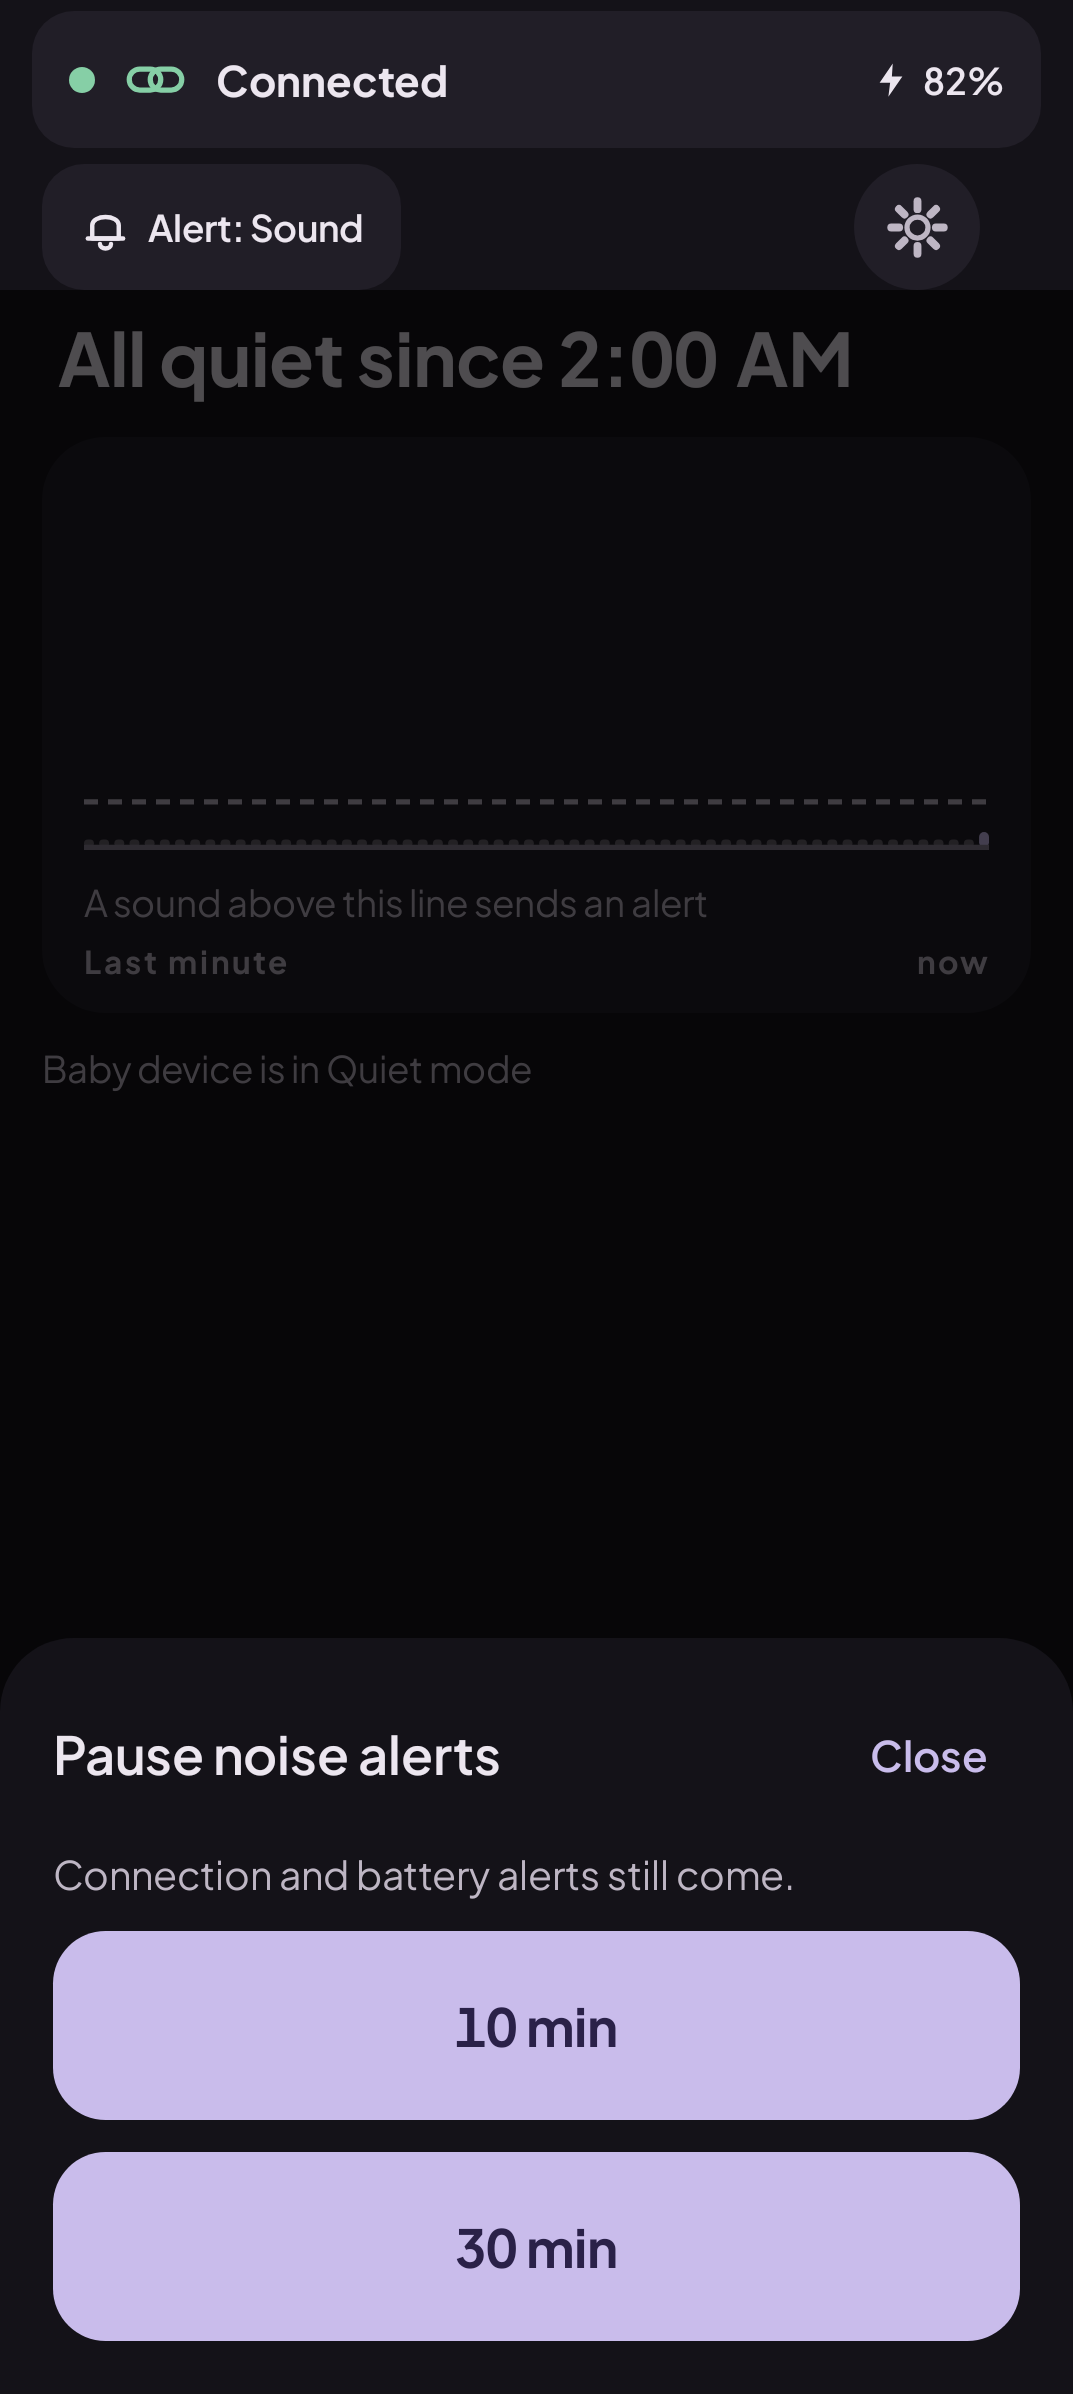 Connected
82%
Alert: Sound
All quiet since 2:00 AM
A sound above this line sends an alert
Last minute
now
Baby device is in Quiet mode
Pause noise alerts
Close
Connection and battery alerts still come.
10 min
30 min